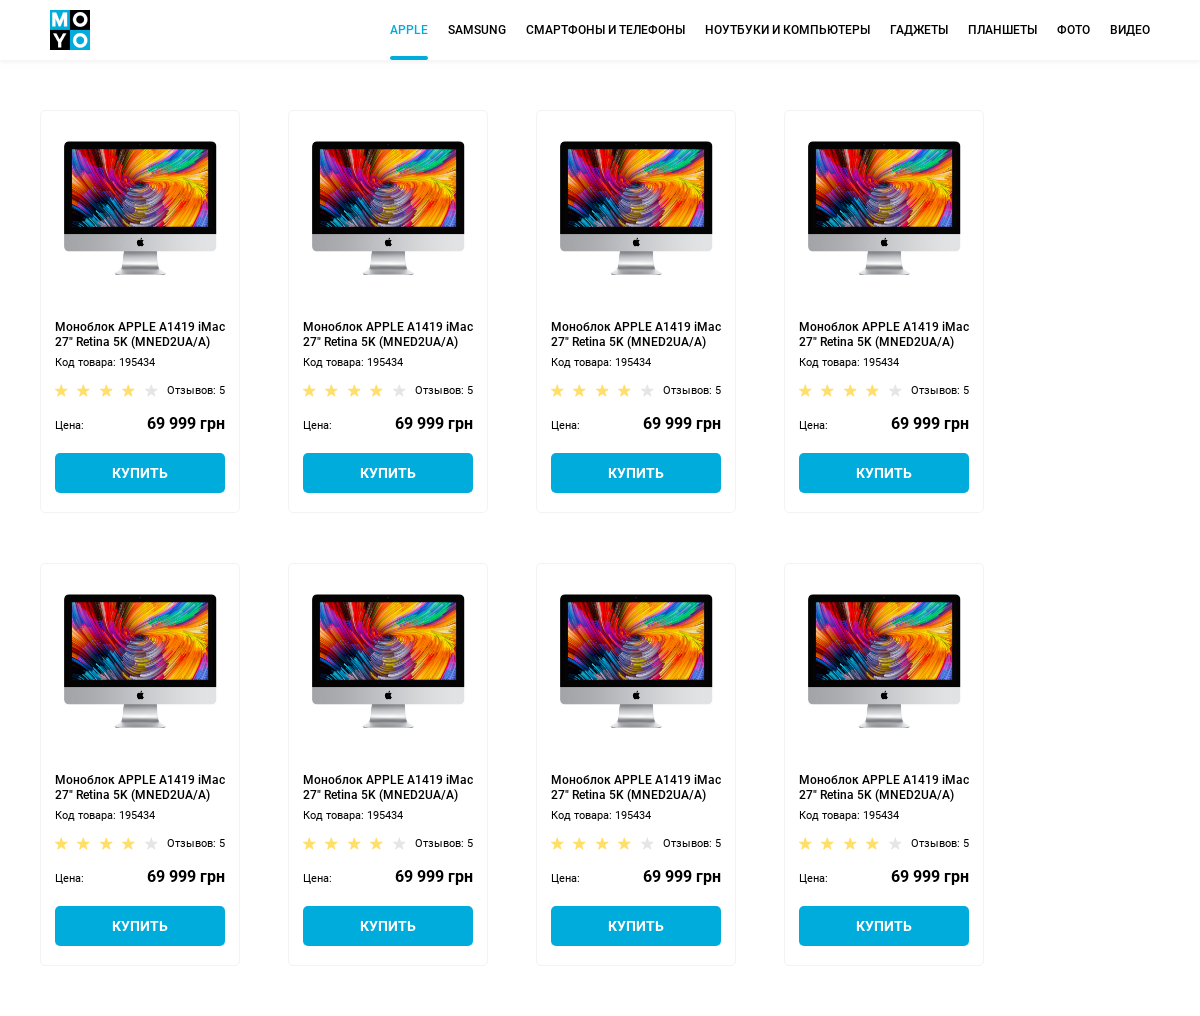 MO
YO
APPLE SAMSUNG СМАРТФОНЫ И ТЕЛЕФОНЫ НОУТБУКИ И КОМПЬЮТЕРЫ ГАДЖЕТЫ ПЛАНШЕТЫ ФОТО ВИДЕО
Моноблок APPLE A1419 iMac
27" Retina 5K (MNED2UA/A)
Код товара: 195434
Отзывов: 5
Цена: 69 999 грн
КУПИТЬ
Моноблок APPLE A1419 iMac
27" Retina 5K (MNED2UA/A)
Код товара: 195434
Отзывов: 5
Цена: 69 999 грн
КУПИТЬ
Моноблок APPLE A1419 iMac
27" Retina 5K (MNED2UA/A)
Код товара: 195434
Отзывов: 5
Цена: 69 999 грн
КУПИТЬ
Моноблок APPLE A1419 iMac
27" Retina 5K (MNED2UA/A)
Код товара: 195434
Отзывов: 5
Цена: 69 999 грн
КУПИТЬ
Моноблок APPLE A1419 iMac
27" Retina 5K (MNED2UA/A)
Код товара: 195434
Отзывов: 5
Цена: 69 999 грн
КУПИТЬ
Моноблок APPLE A1419 iMac
27" Retina 5K (MNED2UA/A)
Код товара: 195434
Отзывов: 5
Цена: 69 999 грн
КУПИТЬ
Моноблок APPLE A1419 iMac
27" Retina 5K (MNED2UA/A)
Код товара: 195434
Отзывов: 5
Цена: 69 999 грн
КУПИТЬ
Моноблок APPLE A1419 iMac
27" Retina 5K (MNED2UA/A)
Код товара: 195434
Отзывов: 5
Цена: 69 999 грн
КУПИТЬ